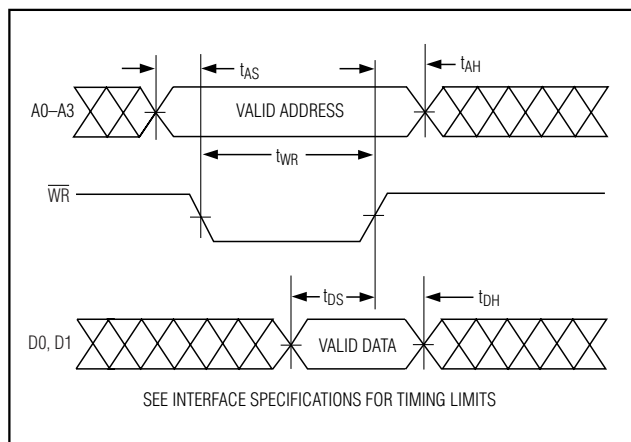 tAS
tAH
A0–A3
VALID ADDRESS
tWR
WR
tDS
tDH
D0, D1
VALID DATA
SEE INTERFACE SPECIFICATIONS FOR TIMING LIMITS